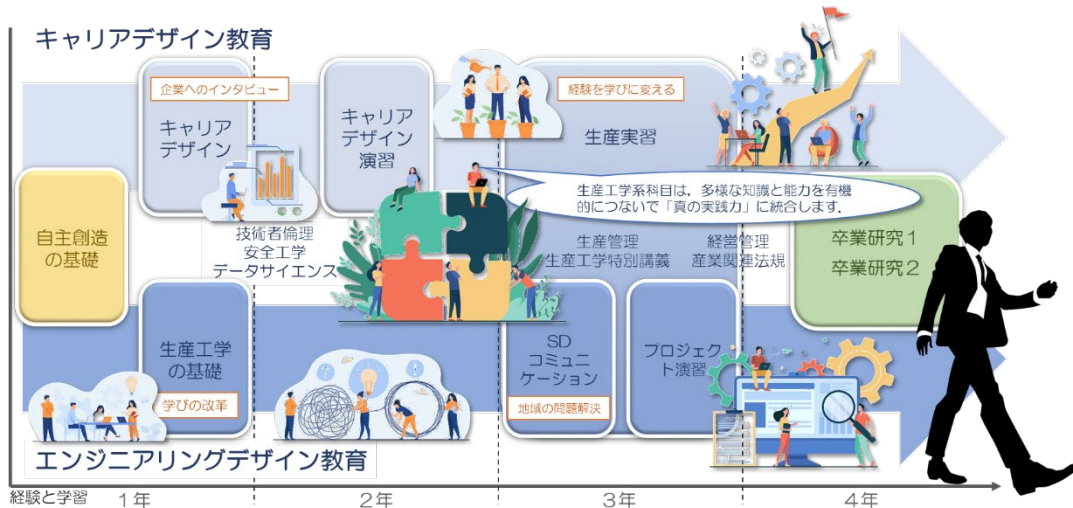 キャリアデザイン教育
企業へのインタビュー
キャリア
デザイン
キャリア
デザイン
演習
経験を学びに変える
生産実習
生産工学系科目は，多様な知識と能力を有機
的につないで「真の実践力」に統合します．
自主創造
の基礎
技術者倫理
安全工学
データサイエンス
生産管理
生産工学特別講義
経営管理
産業関連法規
卒業研究１
卒業研究２
生産工学
の基礎
学びの改革
SD
コミュニ
ケーション
地域の問題解決
プロジェク
ト演習
エンジニアリングデザイン教育
経験と学習
１年
２年
３年
４年